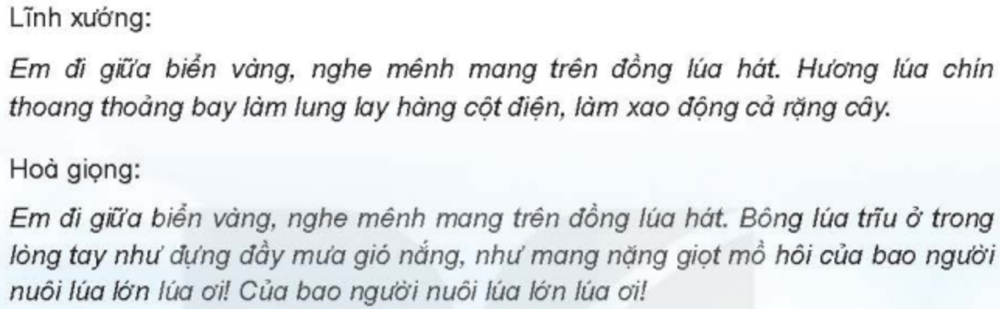 Lĩnh xướng:
Em đi giữa biển vàng, nghe mênh mang trên đồng lúa hát. Hương lúa chín
thoang thoảng bay làm lung lay hàng cột điện, làm xao động cả rặng cây.
Hoà giọng:
Em đi giữa biển vàng, nghe mênh mang trên đồng lúa hát. Bông lúa trĩu ở trong
lòng tay như đựng đầy mưa gió nắng, như mang nặng giọt mồ hôi của bao người
nuôi lúa lớn lúa ơi! Của bao người nuôi lúa lớn lúa ơi!